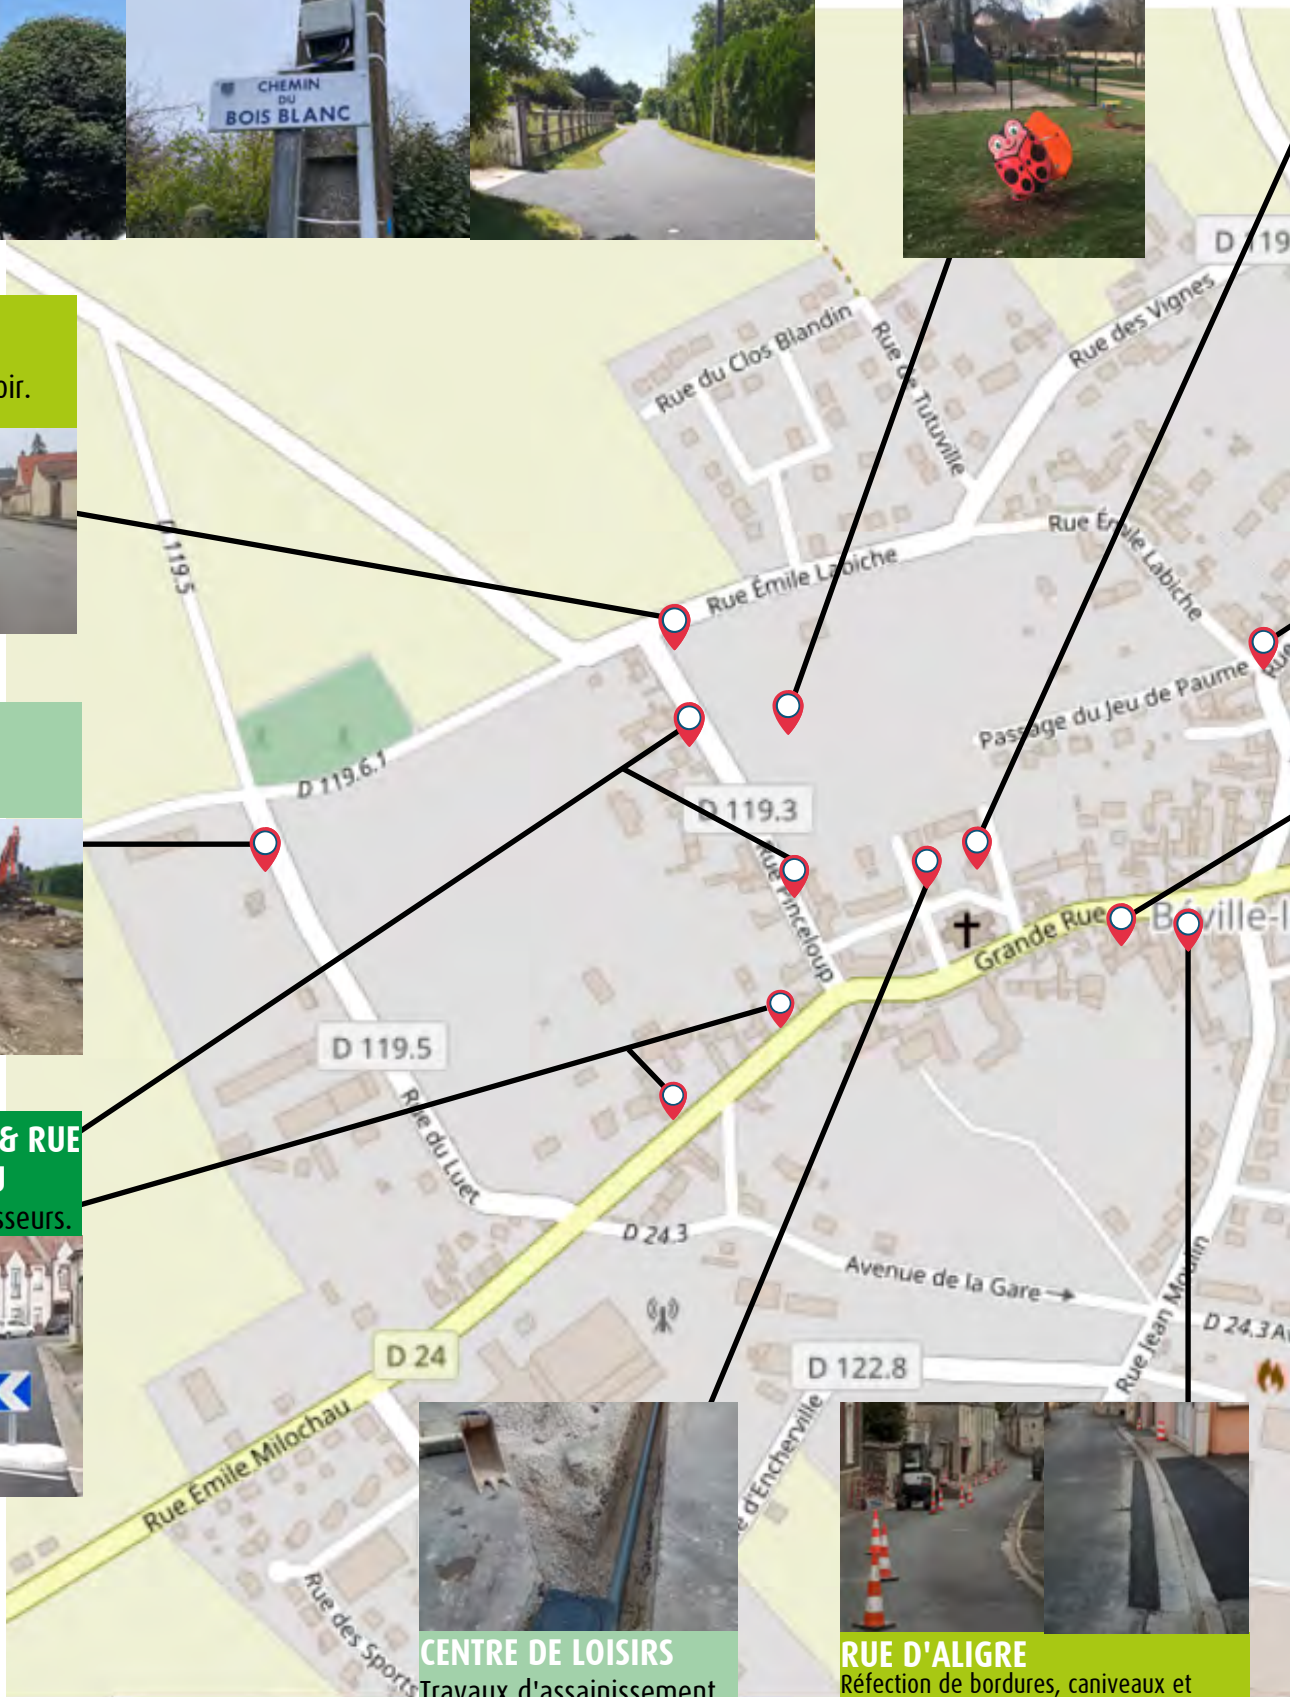 CHEMIN
DU
BOIS BLANC
D 119
Rue des Vignes
Rue du Clos Blandin
Rue de Tutuville
D 119.5
Rue Émile Labiche
Rue Émile Labiche
Passage du Jeu de Paume
Rue
D 119.6.1
D 119.3
Rue Pinceloup
Grande Rue
D 119.5
Rue du Luet
& RUE
sseurs.
D 24.3
Avenue de la Gare →
Rue Jean Moulin
D 24.3
D 24
D 122.8
Rue Émile Milochau
d'Encherville
Rue des Sports
CENTRE DE LOISIRS
Travaux d'assainissement
RUE D'ALIGRE
Réfection de bordures, caniveaux et